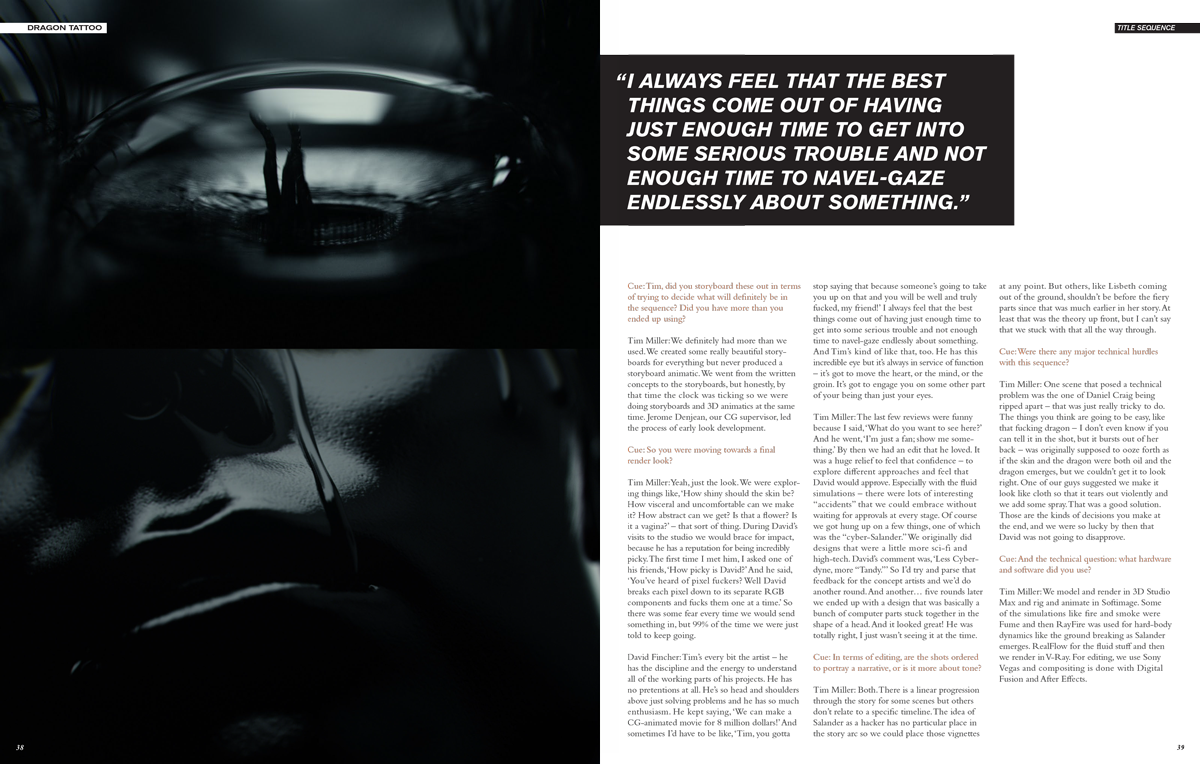 DRAGON TATTOO
TITLE SEQUENCE
“I ALWAYS FEEL THAT THE BEST
THINGS COME OUT OF HAVING
JUST ENOUGH TIME TO GET INTO
SOME SERIOUS TROUBLE AND NOT
ENOUGH TIME TO NAVEL-GAZE
ENDLESSLY ABOUT SOMETHING.”
Cue: Tim, did you storyboard these out in terms
of trying to decide what will definitely be in
the sequence? Did you have more than you
ended up using?
Tim Miller: We definitely had more than we
used. We created some really beautiful story-
boards for everything but never produced a
storyboard animatic. We went from the written
concepts to the storyboards, but honestly, by
that time the clock was ticking so we were
doing storyboards and 3D animatics at the same
time. Jerome Denjean, our CG supervisor, led
the process of early look development.
Cue: So you were moving towards a final
render look?
Tim Miller: Yeah, just the look. We were explor-
ing things like, ‘How shiny should the skin be?
How visceral and uncomfortable can we make
it? How abstract can we get? Is that a flower? Is
it a vagina?’ – that sort of thing. During David’s
visits to the studio we would brace for impact,
because he has a reputation for being incredibly
picky. The first time I met him, I asked one of
his friends, ‘How picky is David?’ And he said,
‘You’ve heard of pixel fuckers? Well David
breaks each pixel down to its separate RGB
components and fucks them one at a time.’ So
there was some fear every time we would send
something in, but 99% of the time we were just
told to keep going.
David Fincher: Tim’s every bit the artist – he
has the discipline and the energy to understand
all of the working parts of his projects. He has
no pretentions at all. He’s so head and shoulders
above just solving problems and he has so much
enthusiasm. He kept saying, ‘We can make a
CG-animated movie for 8 million dollars!’ And
sometimes I’d have to be like, ‘Tim, you gotta
stop saying that because someone’s going to take
you up on that and you will be well and truly
fucked, my friend!’ I always feel that the best
things come out of having just enough time to
get into some serious trouble and not enough
time to navel-gaze endlessly about something.
And Tim’s kind of like that, too. He has this
incredible eye but it’s always in service of function
– it’s got to move the heart, or the mind, or the
groin. It’s got to engage you on some other part
of your being than just your eyes.
Tim Miller: The last few reviews were funny
because I said, ‘What do you want to see here?’
And he went, ‘I’m just a fan; show me some-
thing.’ By then we had an edit that he loved. It
was a huge relief to feel that confidence – to
explore different approaches and feel that
David would approve. Especially with the fluid
simulations – there were lots of interesting
“accidents” that we could embrace without
waiting for approvals at every stage. Of course
we got hung up on a few things, one of which
was the “cyber-Salander.” We originally did
designs that were a little more sci-fi and
high-tech. David’s comment was, ‘Less Cyber-
dyne, more “Tandy.”’ So I’d try and parse that
feedback for the concept artists and we’d do
another round. And another… five rounds later
we ended up with a design that was basically a
bunch of computer parts stuck together in the
shape of a head. And it looked great! He was
totally right, I just wasn’t seeing it at the time.
Cue: In terms of editing, are the shots ordered
to portray a narrative, or is it more about tone?
Tim Miller: Both. There is a linear progression
through the story for some scenes but others
don’t relate to a specific timeline. The idea of
Salander as a hacker has no particular place in
the story arc so we could place those vignettes
at any point. But others, like Lisbeth coming
out of the ground, shouldn’t be before the fiery
parts since that was much earlier in her story. At
least that was the theory up front, but I can’t say
that we stuck with that all the way through.
Cue: Were there any major technical hurdles
with this sequence?
Tim Miller: One scene that posed a technical
problem was the one of Daniel Craig being
ripped apart – that was just really tricky to do.
The things you think are going to be easy, like
that fucking dragon – I don’t even know if you
can tell it in the shot, but it bursts out of her
back – was originally supposed to ooze forth as
if the skin and the dragon were both oil and the
dragon emerges, but we couldn’t get it to look
right. One of our guys suggested we make it
look like cloth so that it tears out violently and
we add some spray. That was a good solution.
Those are the kinds of decisions you make at
the end, and we were so lucky by then that
David was not going to disapprove.
Cue: And the technical question: what hardware
and software did you use?
Tim Miller: We model and render in 3D Studio
Max and rig and animate in Softimage. Some
of the simulations like fire and smoke were
Fume and then RayFire was used for hard-body
dynamics like the ground breaking as Salander
emerges. RealFlow for the fluid stuff and then
we render in V-Ray. For editing, we use Sony
Vegas and compositing is done with Digital
Fusion and After Effects.
38
39